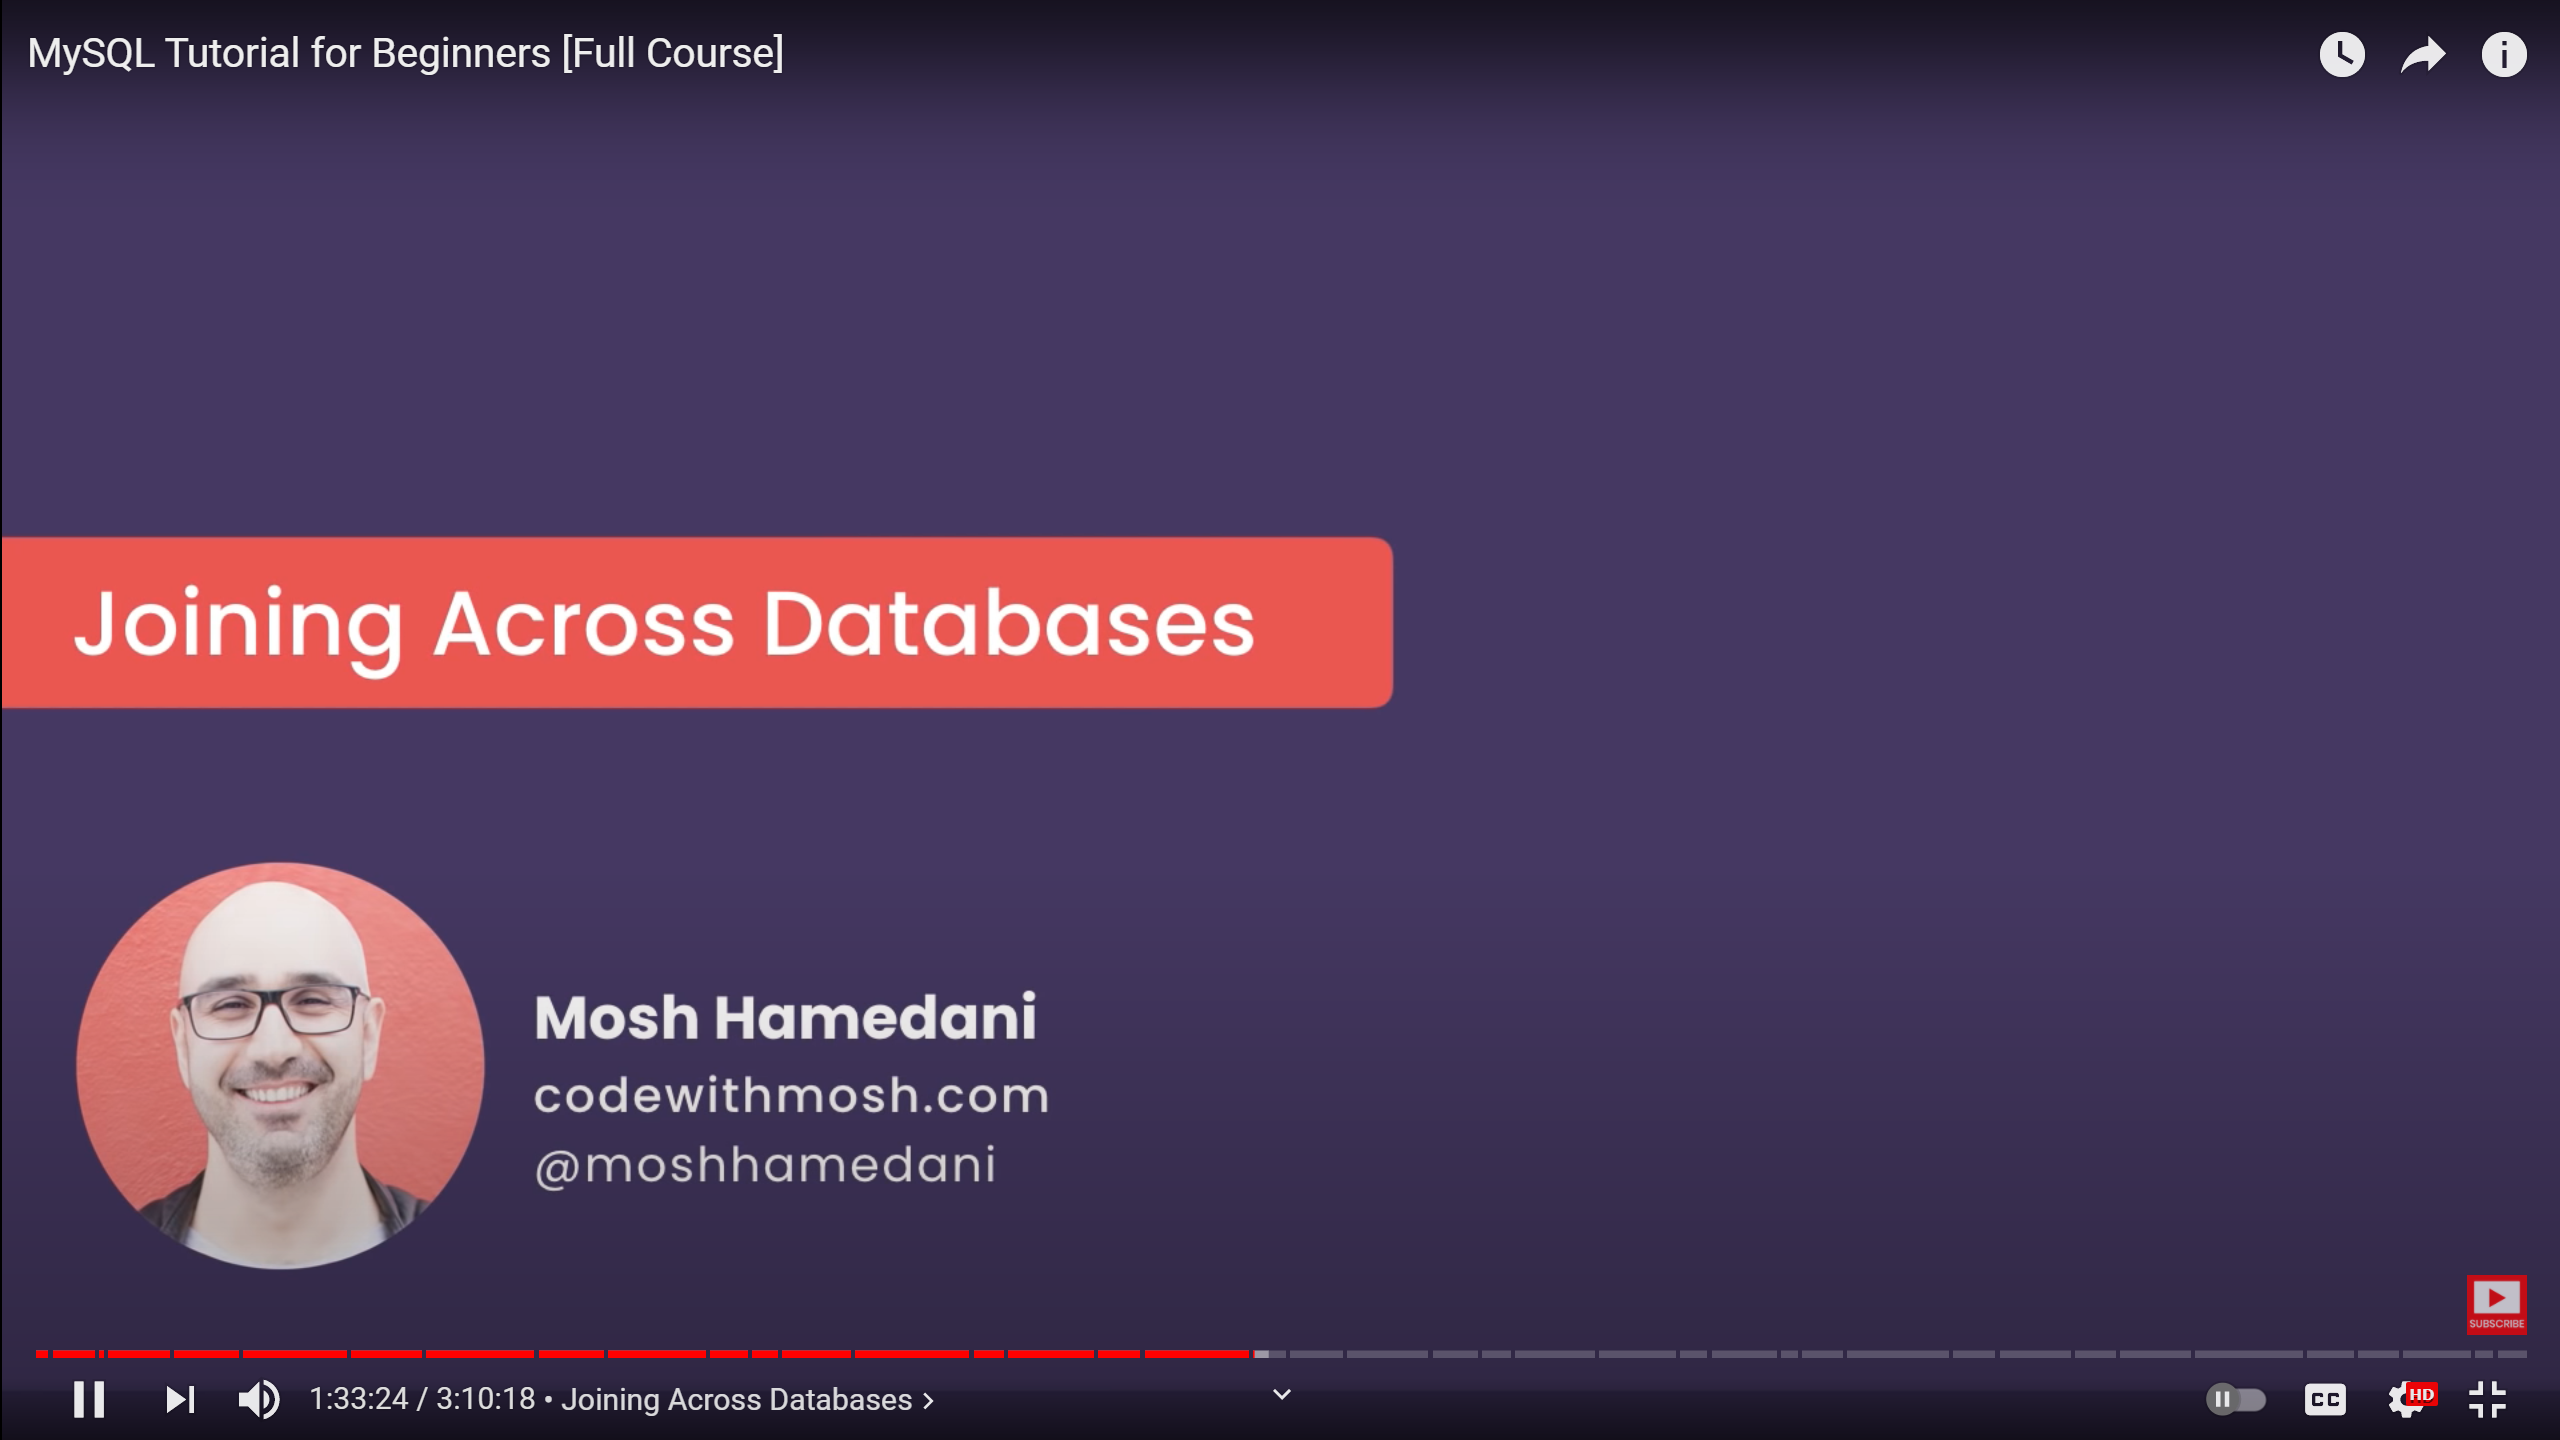 MySQL Tutorial for Beginners [Full Course]
Joining Across Databases
Mosh Hamedani
codewithmosh.com
@moshhamedani
SUBSCRIBE
1:33:24 / 3:10:18 • Joining Across Databases >
CC
HD